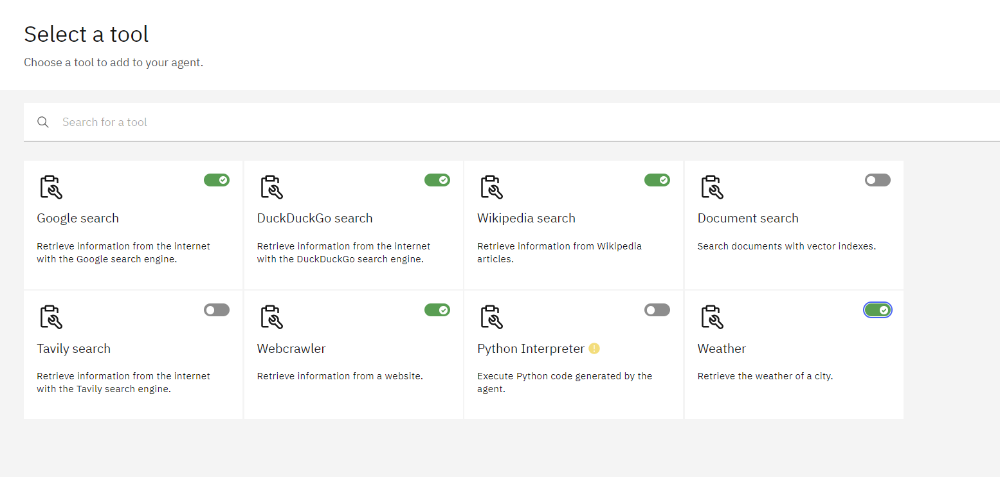 Select a tool
Choose a tool to add to your agent.
Search for a tool
Google search
Retrieve information from the internet
with the Google search engine.
DuckDuckGo search
Retrieve information from the internet
with the DuckDuckGo search engine.
Wikipedia search
Retrieve information from Wikipedia
articles.
Document search
Search documents with vector indexes.
Tavily search
Retrieve information from the internet
with the Tavily search engine.
Webcrawler
Retrieve information from a website.
Python Interpreter
Execute Python code generated by the
agent.
Weather
Retrieve the weather of a city.